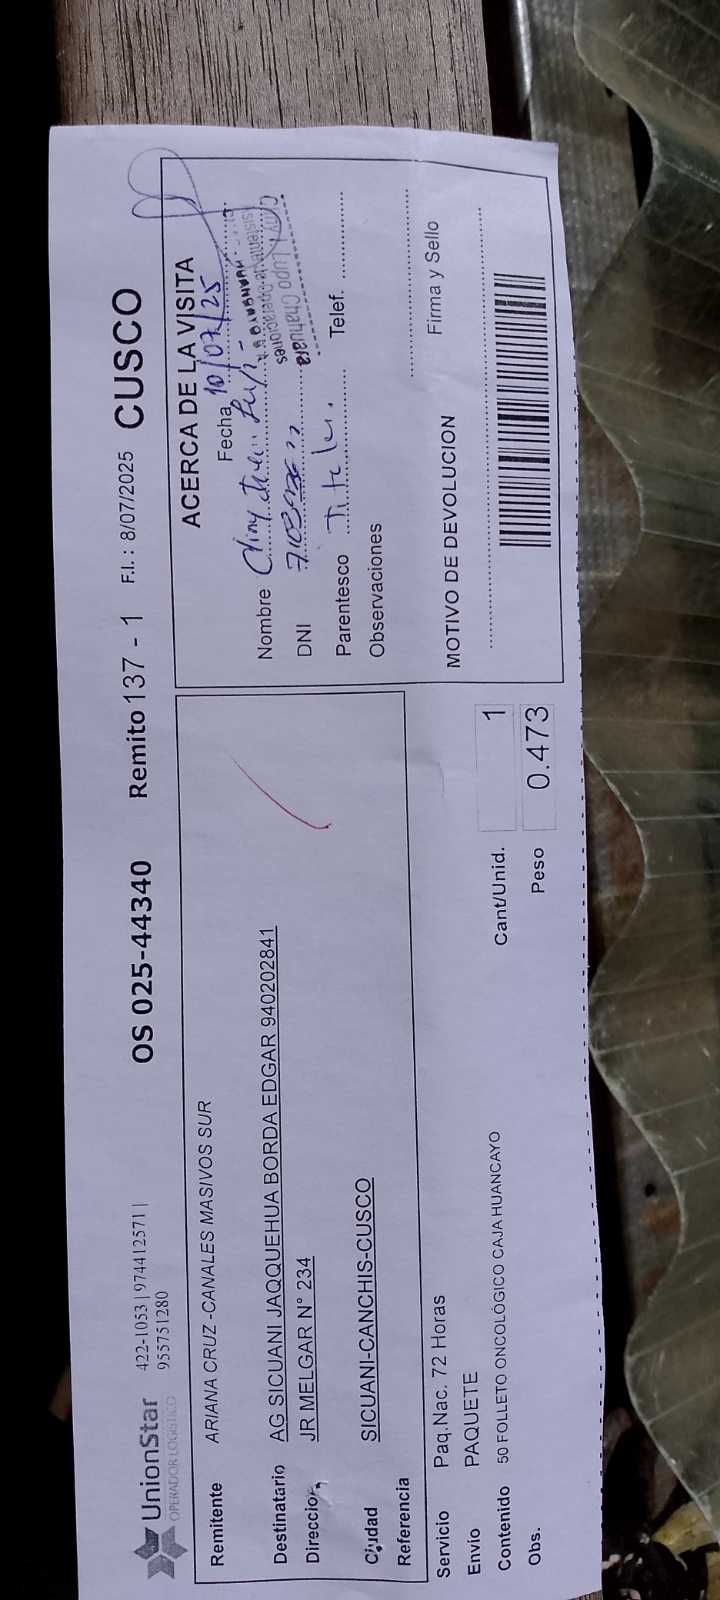 UnionStar
OPERADOR LOGÍSTICO
422-1053 | 974412571 |
955751280
OS 025-44340
Remito 137 - 1
F.I. : 8/07/2025
CUSCO
Remitente ARIANA CRUZ -CANALES MASIVOS SUR
Destinatario AG SICUANI JAQQUEHUA BORDA EDGAR 940202841
Direccion JR MELGAR N° 234
Ciudad SICUANI-CANCHIS-CUSCO
Referencia
Servicio Paq.Nac. 72 Horas
Envio PAQUETE
Contenido 50 FOLLETO ONCOLÓGICO CAJA HUANCAYO
Obs.
Cant/Unid. 1
Peso 0.473
ACERCA DE LA VISITA
Fecha 10/07/25
Nombre
DNI
Parentesco
Telef.
Observaciones
Lupo Chahuara
MOTIVO DE DEVOLUCION
Firma y Sello